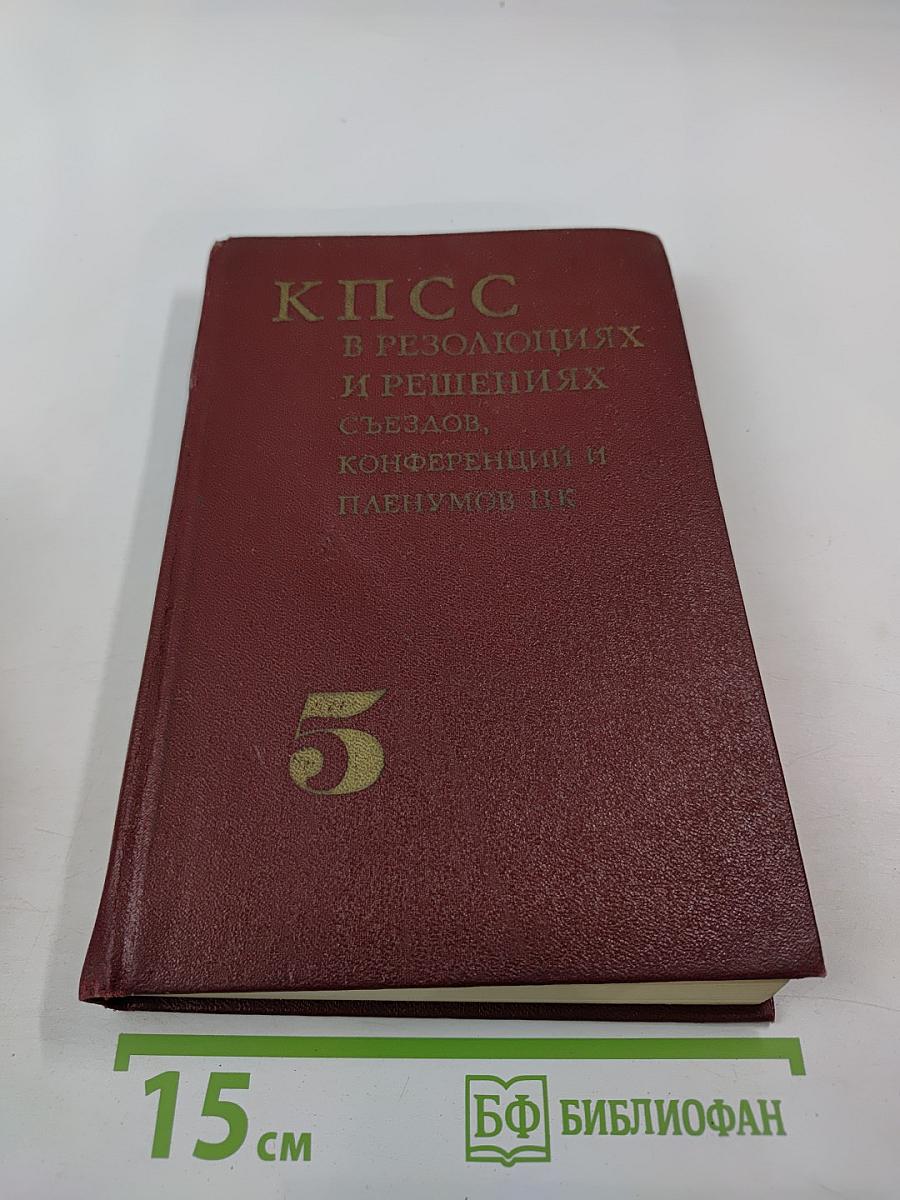 КПСС
В РЕЗОЛЮЦИЯХ
И РЕШЕНИЯХ
СЪЕЗДОВ,
КОНФЕРЕНЦИЙ И
ПЛЕНУМОВ ЦК
5
15 см
БФ БИБЛИОФАН